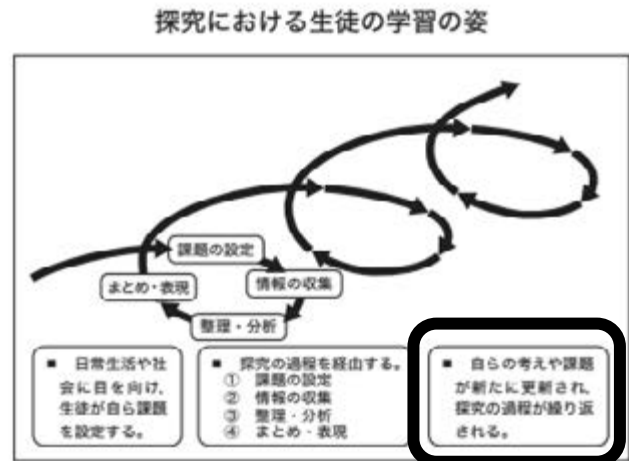 探究における生徒の学習の姿
課題の設定
情報の収集
まとめ・表現
整理・分析
■ 日常生活や社
会に目を向け、
生徒が自ら課題
を設定する。
■ 探究の過程を経由する。
① 課題の設定
② 情報の収集
③ 整理・分析
④ まとめ・表現
■ 自らの考えや課題
が新たに更新され、
探究の過程が繰り返
される。